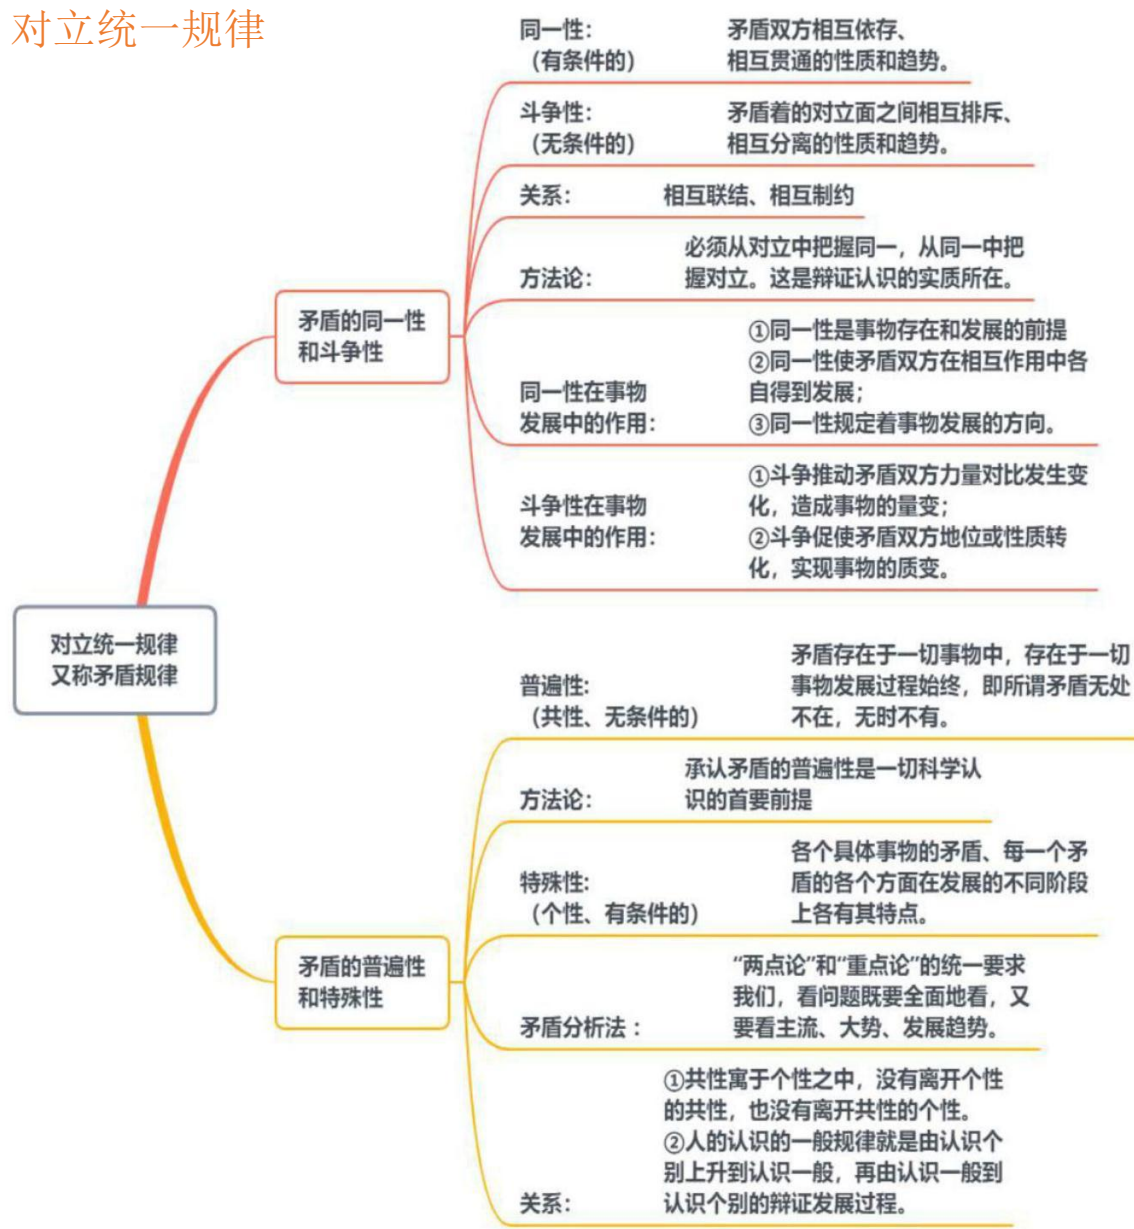 对立统一规律
同一性：
（有条件的）
矛盾双方相互依存、
相互贯通的性质和趋势。
斗争性：
（无条件的）
矛盾着的对立面之间相互排斥、
相互分离的性质和趋势。
关系：
相互联结、相互制约
方法论：
必须从对立中把握同一，从同一中把
握对立。这是辩证认识的实质所在。
矛盾的同一性
和斗争性
同一性在事物
发展中的作用：
①同一性是事物存在和发展的前提
②同一性使矛盾双方在相互作用中各
自得到发展；
③同一性规定着事物发展的方向。
斗争性在事物
发展中的作用：
①斗争推动矛盾双方力量对比发生变
化，造成事物的量变；
②斗争促使矛盾双方地位或性质转
化，实现事物的质变。
对立统一规律
又称矛盾规律
普遍性:
（共性、无条件的）
矛盾存在于一切事物中，存在于一切
事物发展过程始终，即所谓矛盾无处
不在，无时不有。
方法论：
承认矛盾的普遍性是一切科学认
识的首要前提
特殊性:
（个性、有条件的）
各个具体事物的矛盾、每一个矛
盾的各个方面在发展的不同阶段
上各有其特点。
矛盾的普遍性
和特殊性
矛盾分析法 ：
“两点论”和“重点论”的统一要求
我们，看问题既要全面地看，又
要看主流、大势、发展趋势。
关系：
①共性寓于个性之中，没有离开个性
的共性，也没有离开共性的个性。
②人的认识的一般规律就是由认识个
别上升到认识一般，再由认识一般到
认识个别的辩证发展过程。